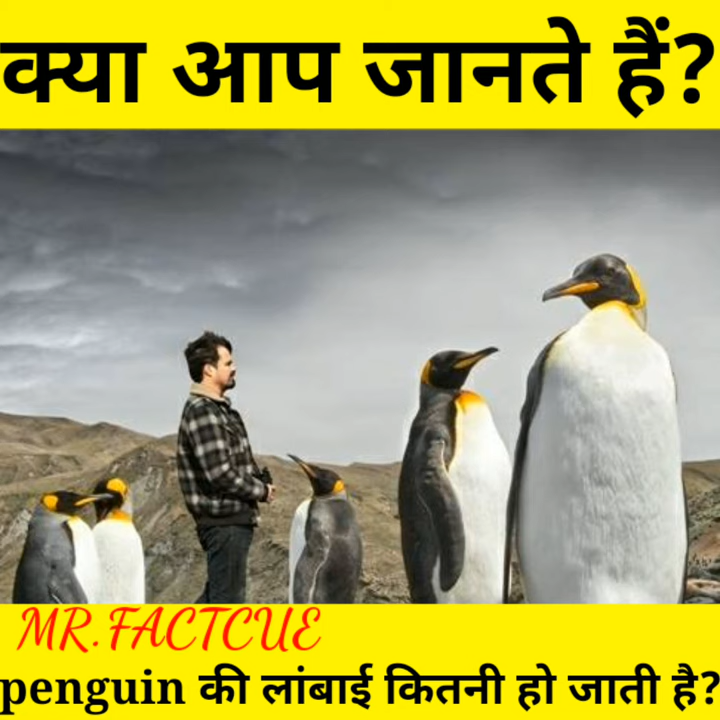 क्या आप जानते हैं?
MR. FACTCUE
penguin की लांबाई कितनी हो जाती है?